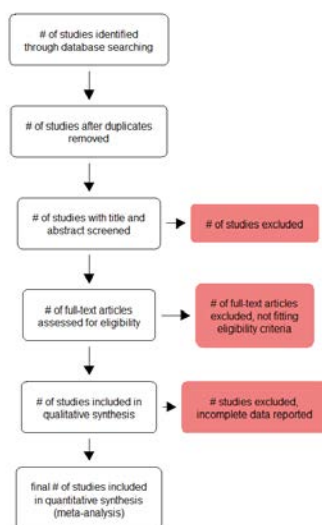 # of studies identified
through database searching
# of studies after duplicates
removed
# of studies with title and
abstract screened
# of studies excluded
# of full-text articles
assessed for eligibility
# of full-text articles
excluded, not fitting
eligibility criteria
# of studies included in
qualitative synthesis
# studies excluded,
incomplete data reported
final # of studies included
in quantitative synthesis
(meta-analysis)